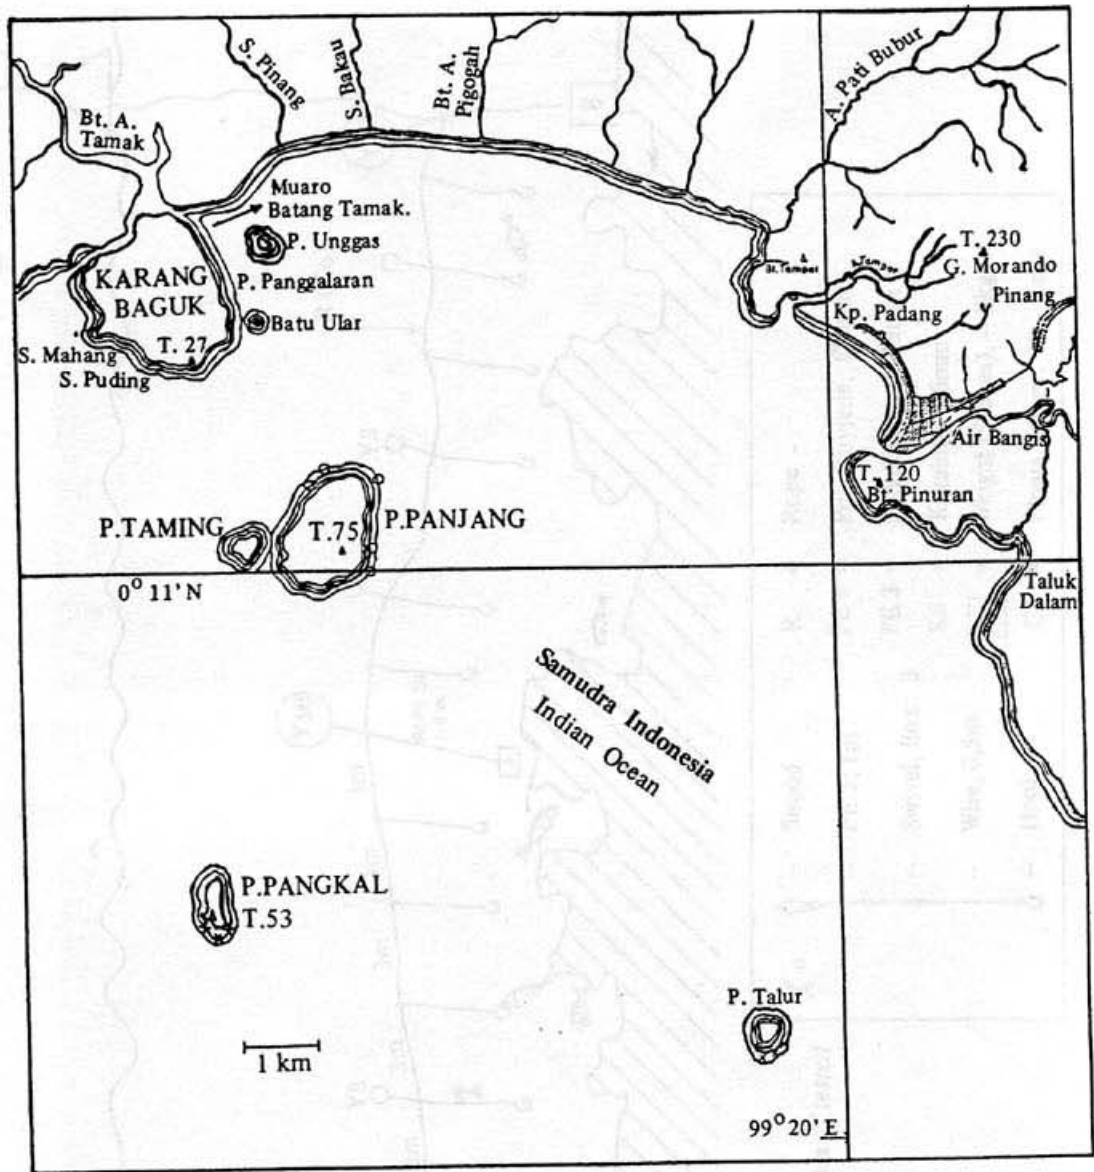 S. Pinang
S. Bakau
Bt. A.
Pigogah
A. Pati Bubur
Bt. A.
Tamak
Muaro
Batang Tamak.
P. Unggas
KARANG
BAGUK
P. Panggalaran
Batu Ular
T. 27
S. Mahang
S. Puding
Bt. Tampat
T. 230
G. Morando
Pinang
Kp. Padang
Air Bangis
T. 120
Bt. Pinuran
P.TAMING
T.75
P.PANJANG
0° 11'N
Taluk
Dalam
Samudra Indonesia
Indian Ocean
P.PANGKAL
T.53
P. Talur
1 km
99° 20' E.